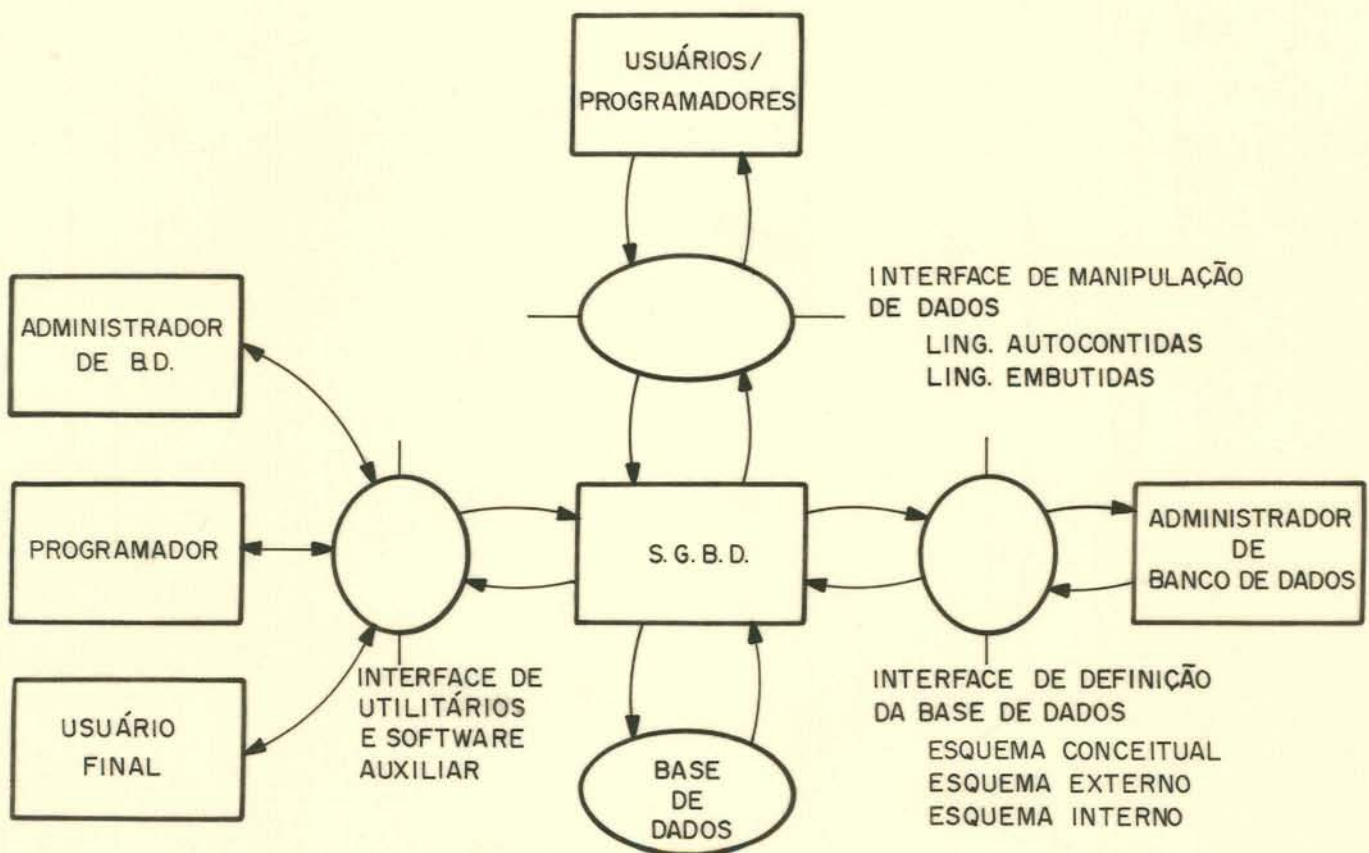 USUÁRIOS/
PROGRAMADORES
INTERFACE DE MANIPULAÇÃO
DE DADOS
LING. AUTOCONTIDAS
LING. EMBUTIDAS
ADMINISTRADOR
DE B.D.
PROGRAMADOR
USUÁRIO
FINAL
INTERFACE DE
UTILITÁRIOS
E SOFTWARE
AUXILIAR
S. G. B. D.
BASE
DE
DADOS
ADMINISTRADOR
DE
BANCO DE DADOS
INTERFACE DE DEFINIÇÃO
DA BASE DE DADOS
ESQUEMA CONCEITUAL
ESQUEMA EXTERNO
ESQUEMA INTERNO